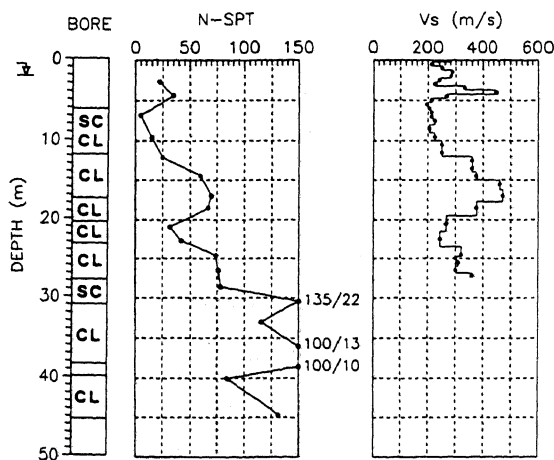 BORE N-SPT Vs (m/s)
0 50 100 150 0 200 400 600
0
10
20
30
40
50
DEPTH (m)
SC
CL
CL
CL
CL
CL
SC
CL
CL
135/22
100/13
100/10